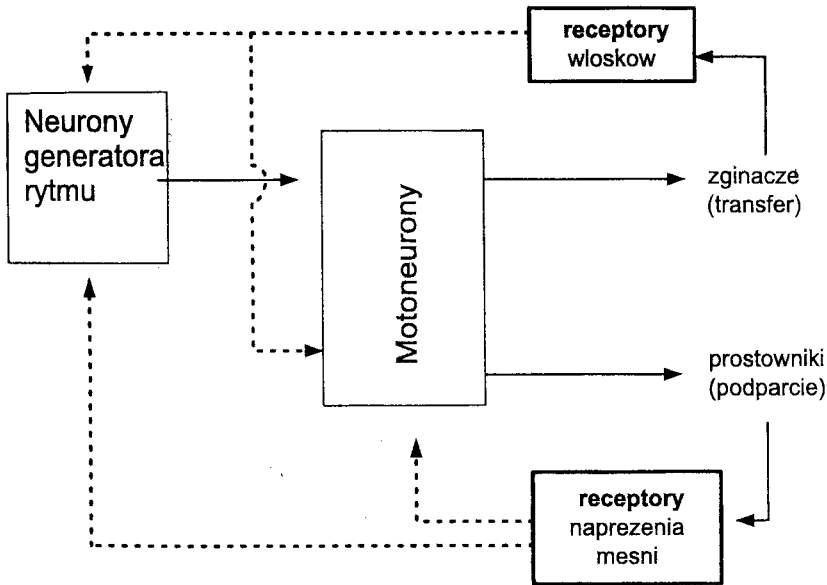 receptory
wloskow
Neurony
generatora
rytmu
Motoneurony
zginacze
(transfer)
prostowniki
(podparcie)
receptory
naprezenia
mesni